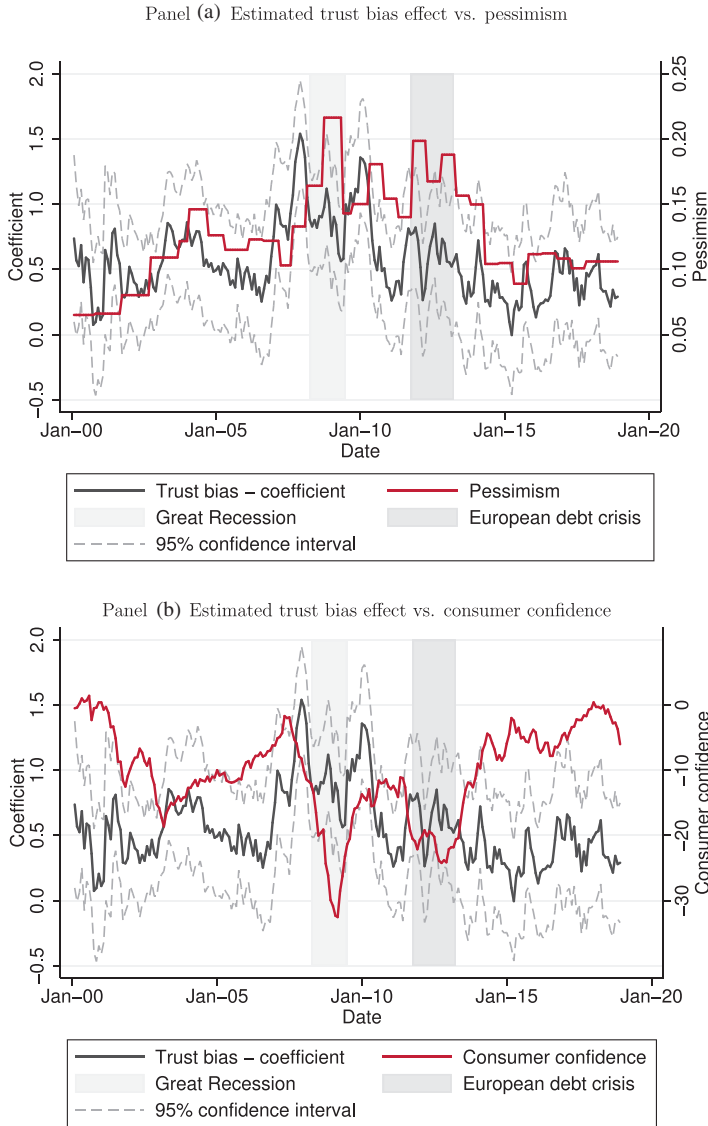 Panel (a) Estimated trust bias effect vs. pessimism
2.0
1.5
1.0
0.5
0.0
−0.5
Coefficient
0.25
0.20
0.15
0.10
0.05
Pessimism
Jan−00 Jan−05 Jan−10 Jan−15 Jan−20
Date
Trust bias − coefficient Pessimism
Great Recession European debt crisis
95% confidence interval
Panel (b) Estimated trust bias effect vs. consumer confidence
2.0
1.5
1.0
0.5
0.0
−0.5
Coefficient
0
−10
−20
−30
Consumer confidence
Jan−00 Jan−05 Jan−10 Jan−15 Jan−20
Date
Trust bias − coefficient Consumer confidence
Great Recession European debt crisis
95% confidence interval